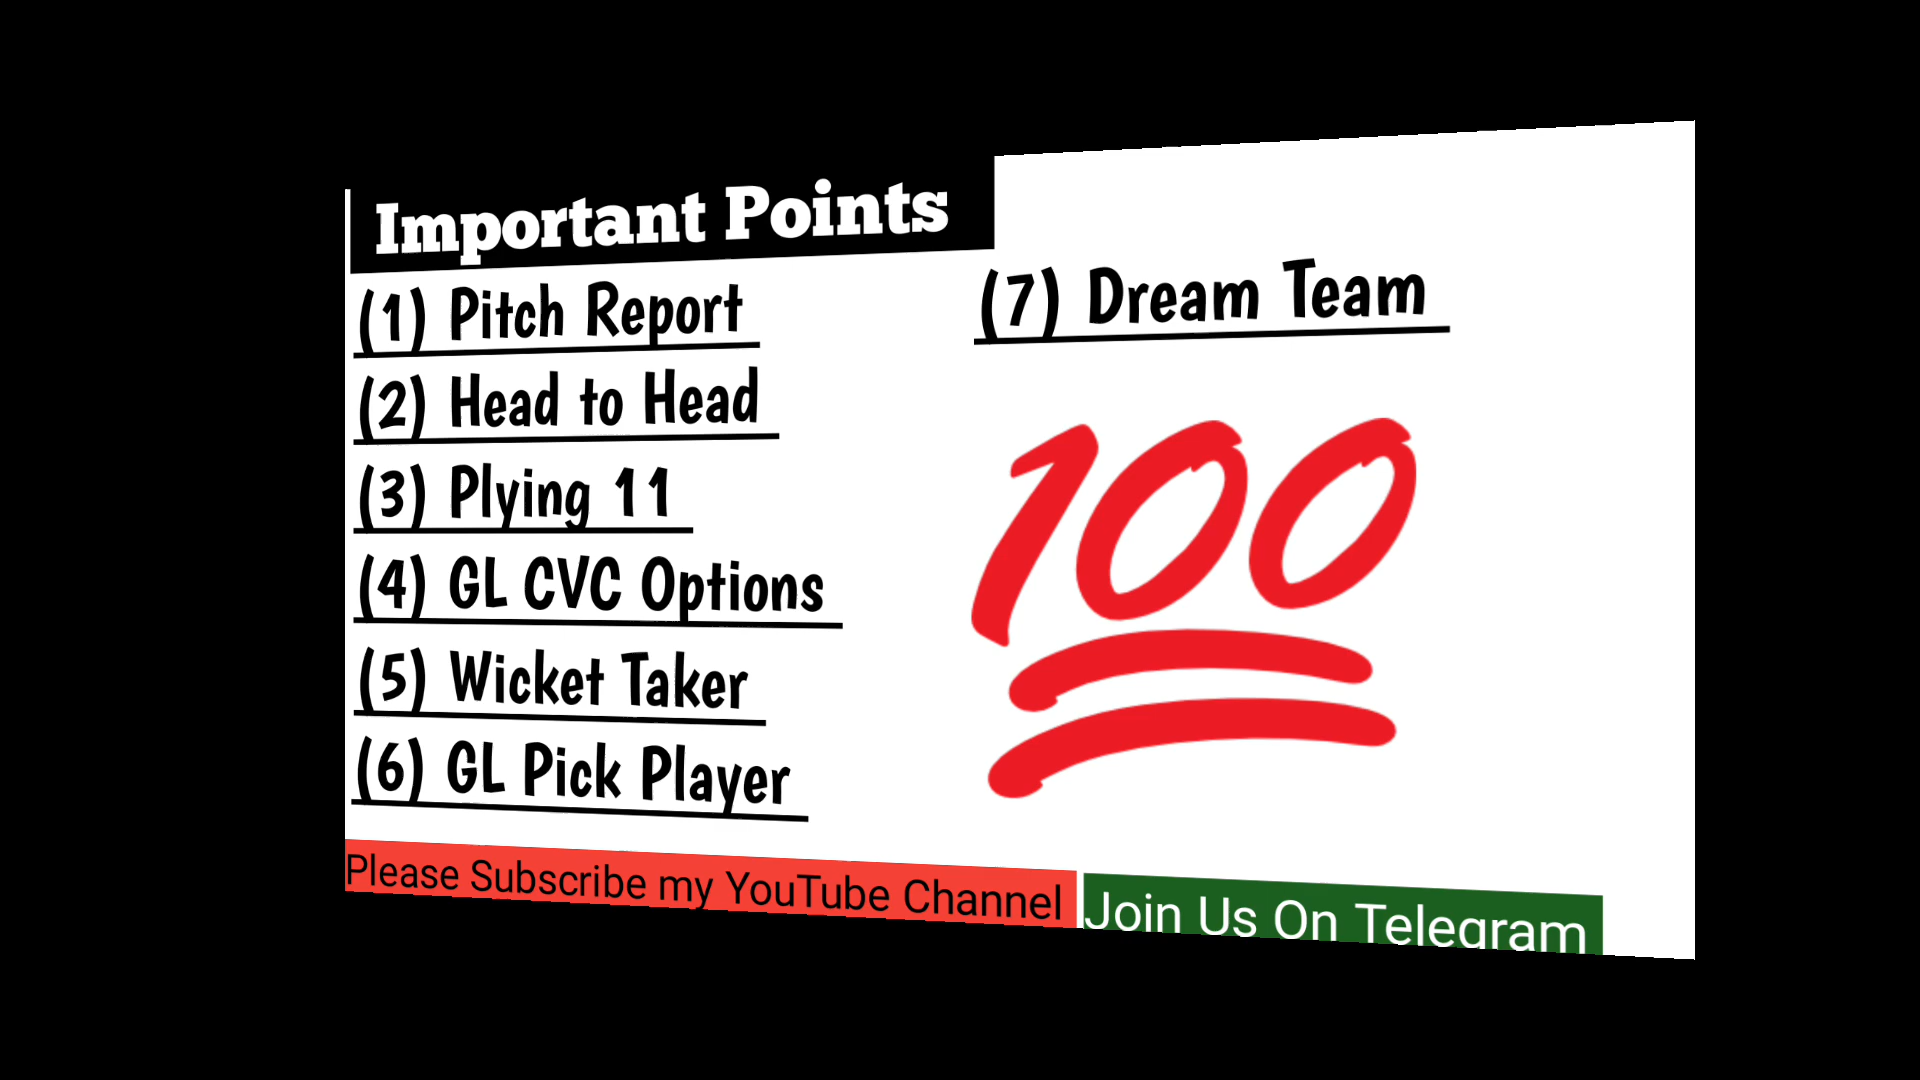 Important Points
(1) Pitch Report
(2) Head to Head
(3) Plying 11
(4) GL CVC Options
(5) Wicket Taker
(6) GL Pick Player
(7) Dream Team
100
Please Subscribe my YouTube Channel
Join Us On Telegram